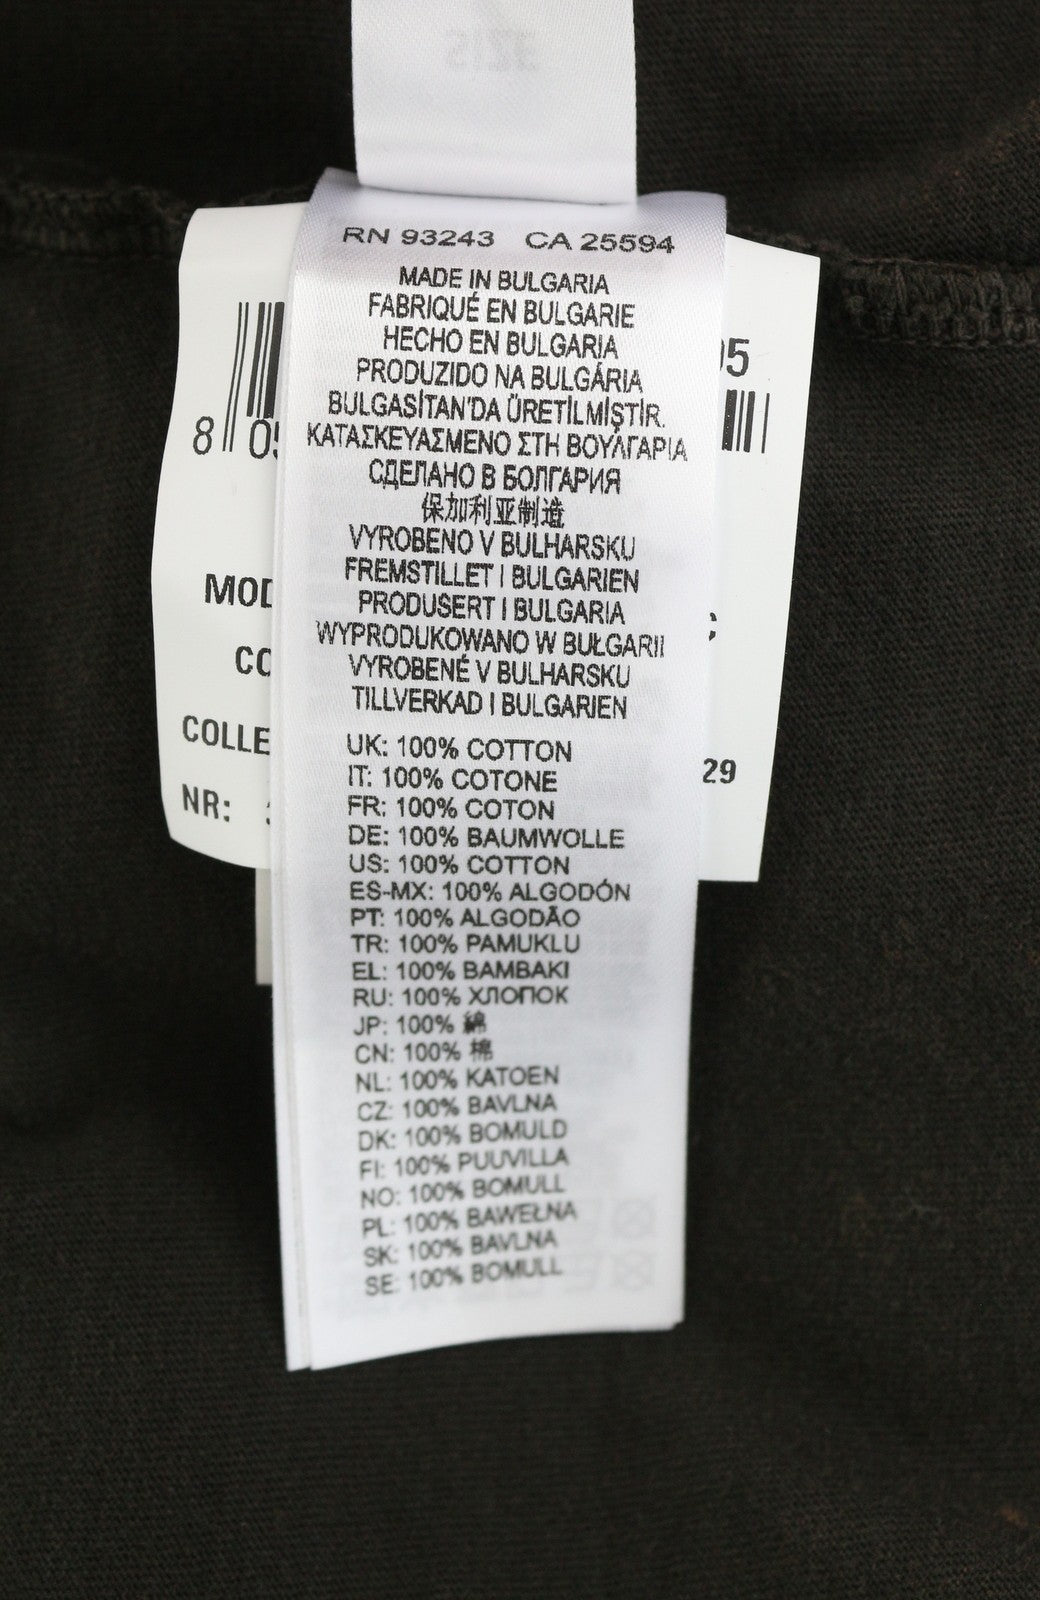 RN 93243 CA 25594
MADE IN BULGARIA
FABRIQUÉ EN BULGARIE
HECHO EN BULGARIA
PRODUZIDO NA BULGÁRIA
BULGASİTAN'DA ÜRETİLMİŞTİR.
ΚΑΤΑΣΚΕΥΑΣΜΕΝΟ ΣΤΗ ΒΟΥΛΓΑΡΙΑ
СДЕЛАНО В БОЛГАРИЯ
保加利亚制造
VYROBENO V BULHARSKU
FREMSTILLET I BULGARIEN
PRODUSERT I BULGARIA
WYPRODUKOWANO W BUŁGARII
VYROBENÉ V BULHARSKU
TILLVERKAD I BULGARIEN
UK: 100% COTTON
IT: 100% COTONE
FR: 100% COTON
DE: 100% BAUMWOLLE
US: 100% COTTON
ES-MX: 100% ALGODÓN
PT: 100% ALGODÃO
TR: 100% PAMUKLU
EL: 100% BAMBAKI
RU: 100% ХЛОПОК
JP: 100% 綿
CN: 100% 棉
NL: 100% KATOEN
CZ: 100% BAVLNA
DK: 100% BOMULD
FI: 100% PUUVILLA
NO: 100% BOMULL
PL: 100% BAWEŁNA
SK: 100% BAVLNA
SE: 100% BOMULL
8 05
MOD
CO
COLLE
29
NR: